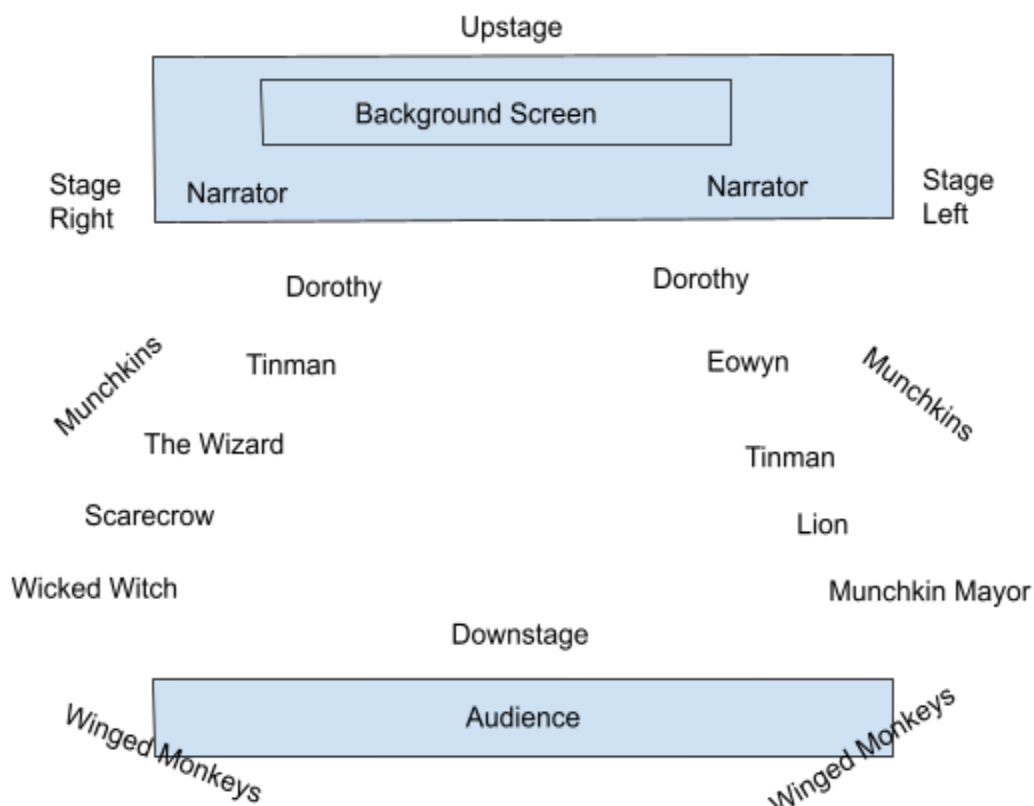 Upstage
Background Screen
Stage
Right
Narrator
Narrator
Stage
Left
Dorothy
Dorothy
Munchkins
Tinman
Eowyn
Munchkins
The Wizard
Tinman
Scarecrow
Lion
Wicked Witch
Munchkin Mayor
Downstage
Audience
Winged Monkeys
Winged Monkeys